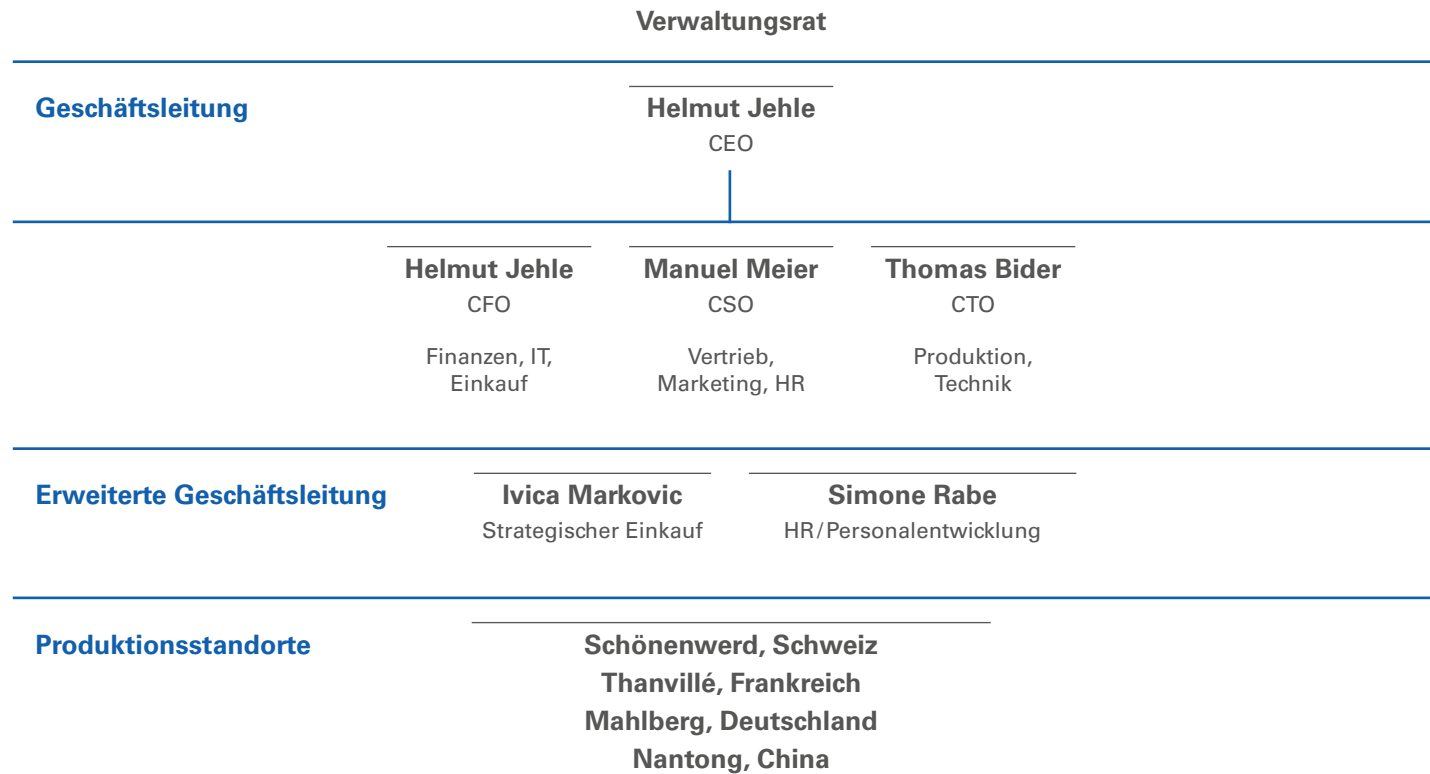 Verwaltungsrat
Geschäftsleitung
Helmut Jehle
CEO
Helmut Jehle
CFO
Finanzen, IT,
Einkauf
Manuel Meier
CSO
Vertrieb,
Marketing, HR
Thomas Bider
CTO
Produktion,
Technik
Erweiterte Geschäftsleitung
Ivica Markovic
Strategischer Einkauf
Simone Rabe
HR/Personalentwicklung
Produktionsstandorte
Schönenwerd, Schweiz
Thanvillé, Frankreich
Mahlberg, Deutschland
Nantong, China